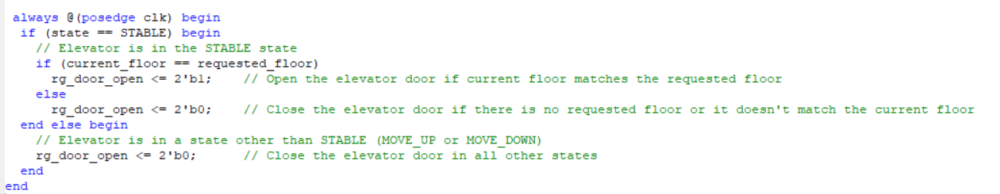 always @(posedge clk) begin
if (state == STABLE) begin
// Elevator is in the STABLE state
if (current_floor == requested_floor)
rg_door_open <= 2'b1;    // Open the elevator door if current floor matches the requested floor
else
rg_door_open <= 2'b0;    // Close the elevator door if there is no requested floor or it doesn't match the current floor
end else begin
// Elevator is in a state other than STABLE (MOVE_UP or MOVE_DOWN)
rg_door_open <= 2'b0;      // Close the elevator door in all other states
end
end